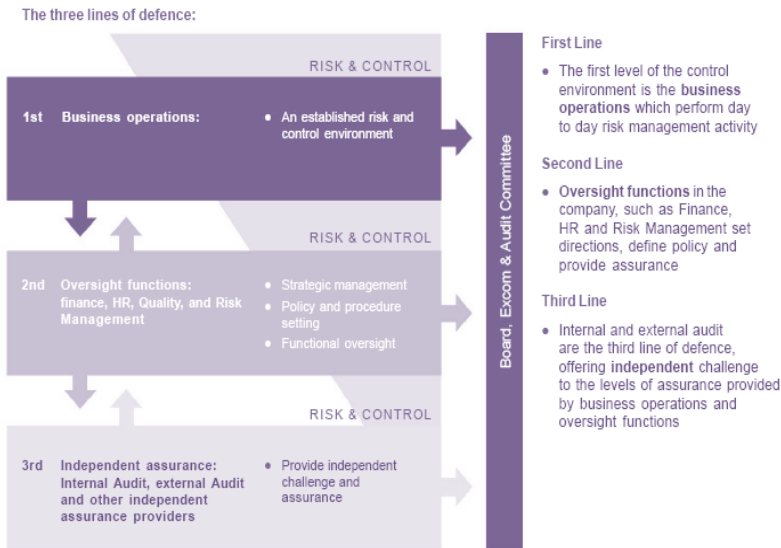 The three lines of defence:
RISK & CONTROL
1st Business operations:
• An established risk and
control environment
RISK & CONTROL
2nd Oversight functions:
finance, HR, Quality, and Risk
Management
• Strategic management
• Policy and procedure
setting
• Functional oversight
RISK & CONTROL
3rd Independent assurance:
Internal Audit, external Audit
and other independent
assurance providers
• Provide independent
challenge and
assurance
Board, Excom & Audit Committee
First Line
• The first level of the control
environment is the business
operations which perform day
to day risk management activity
Second Line
• Oversight functions in the
company, such as Finance,
HR and Risk Management set
directions, define policy and
provide assurance
Third Line
• Internal and external audit
are the third line of defence,
offering independent challenge
to the levels of assurance provided
by business operations and
oversight functions